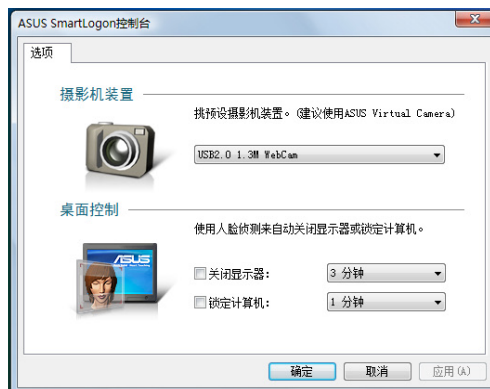 ASUS SmartLogon控制台
选项
摄影机装置
挑预设摄影机装置。(建议使用ASUS Virtual Camera)
USB2.0 1.3M WebCam
桌面控制
使用人脸侦测来自动关闭显示器或锁定计算机。
ASUS
关闭显示器: 3 分钟
锁定计算机: 1 分钟
确定 取消 应用(A)